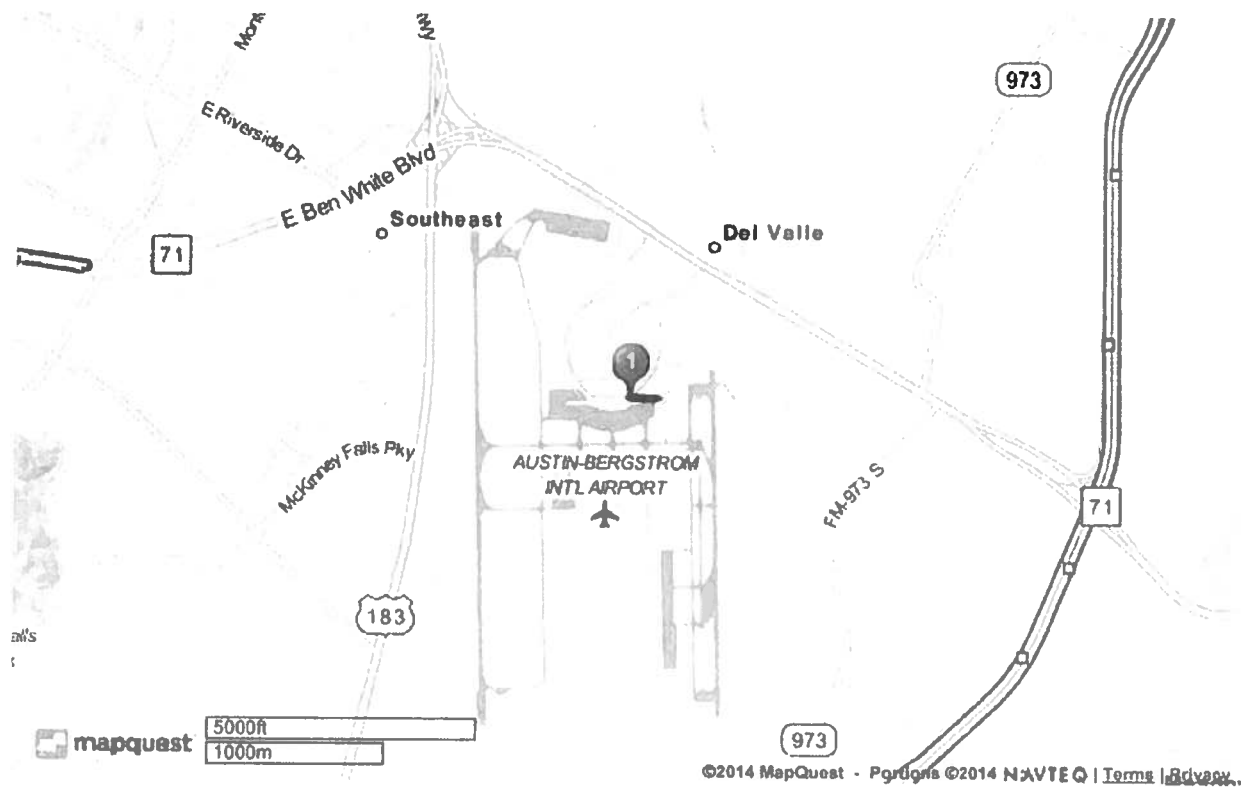 973
E Riverside Dr
E Ben White Blvd
Southeast
Del Valle
71
1
McKinney Falls Pky
AUSTIN-BERGSTROM
INTL AIRPORT
FM-973 S
71
183
mapquest
5000ft
1000m
973
©2014 MapQuest - Portions ©2014 NAVTEQ | Terms | Privacy